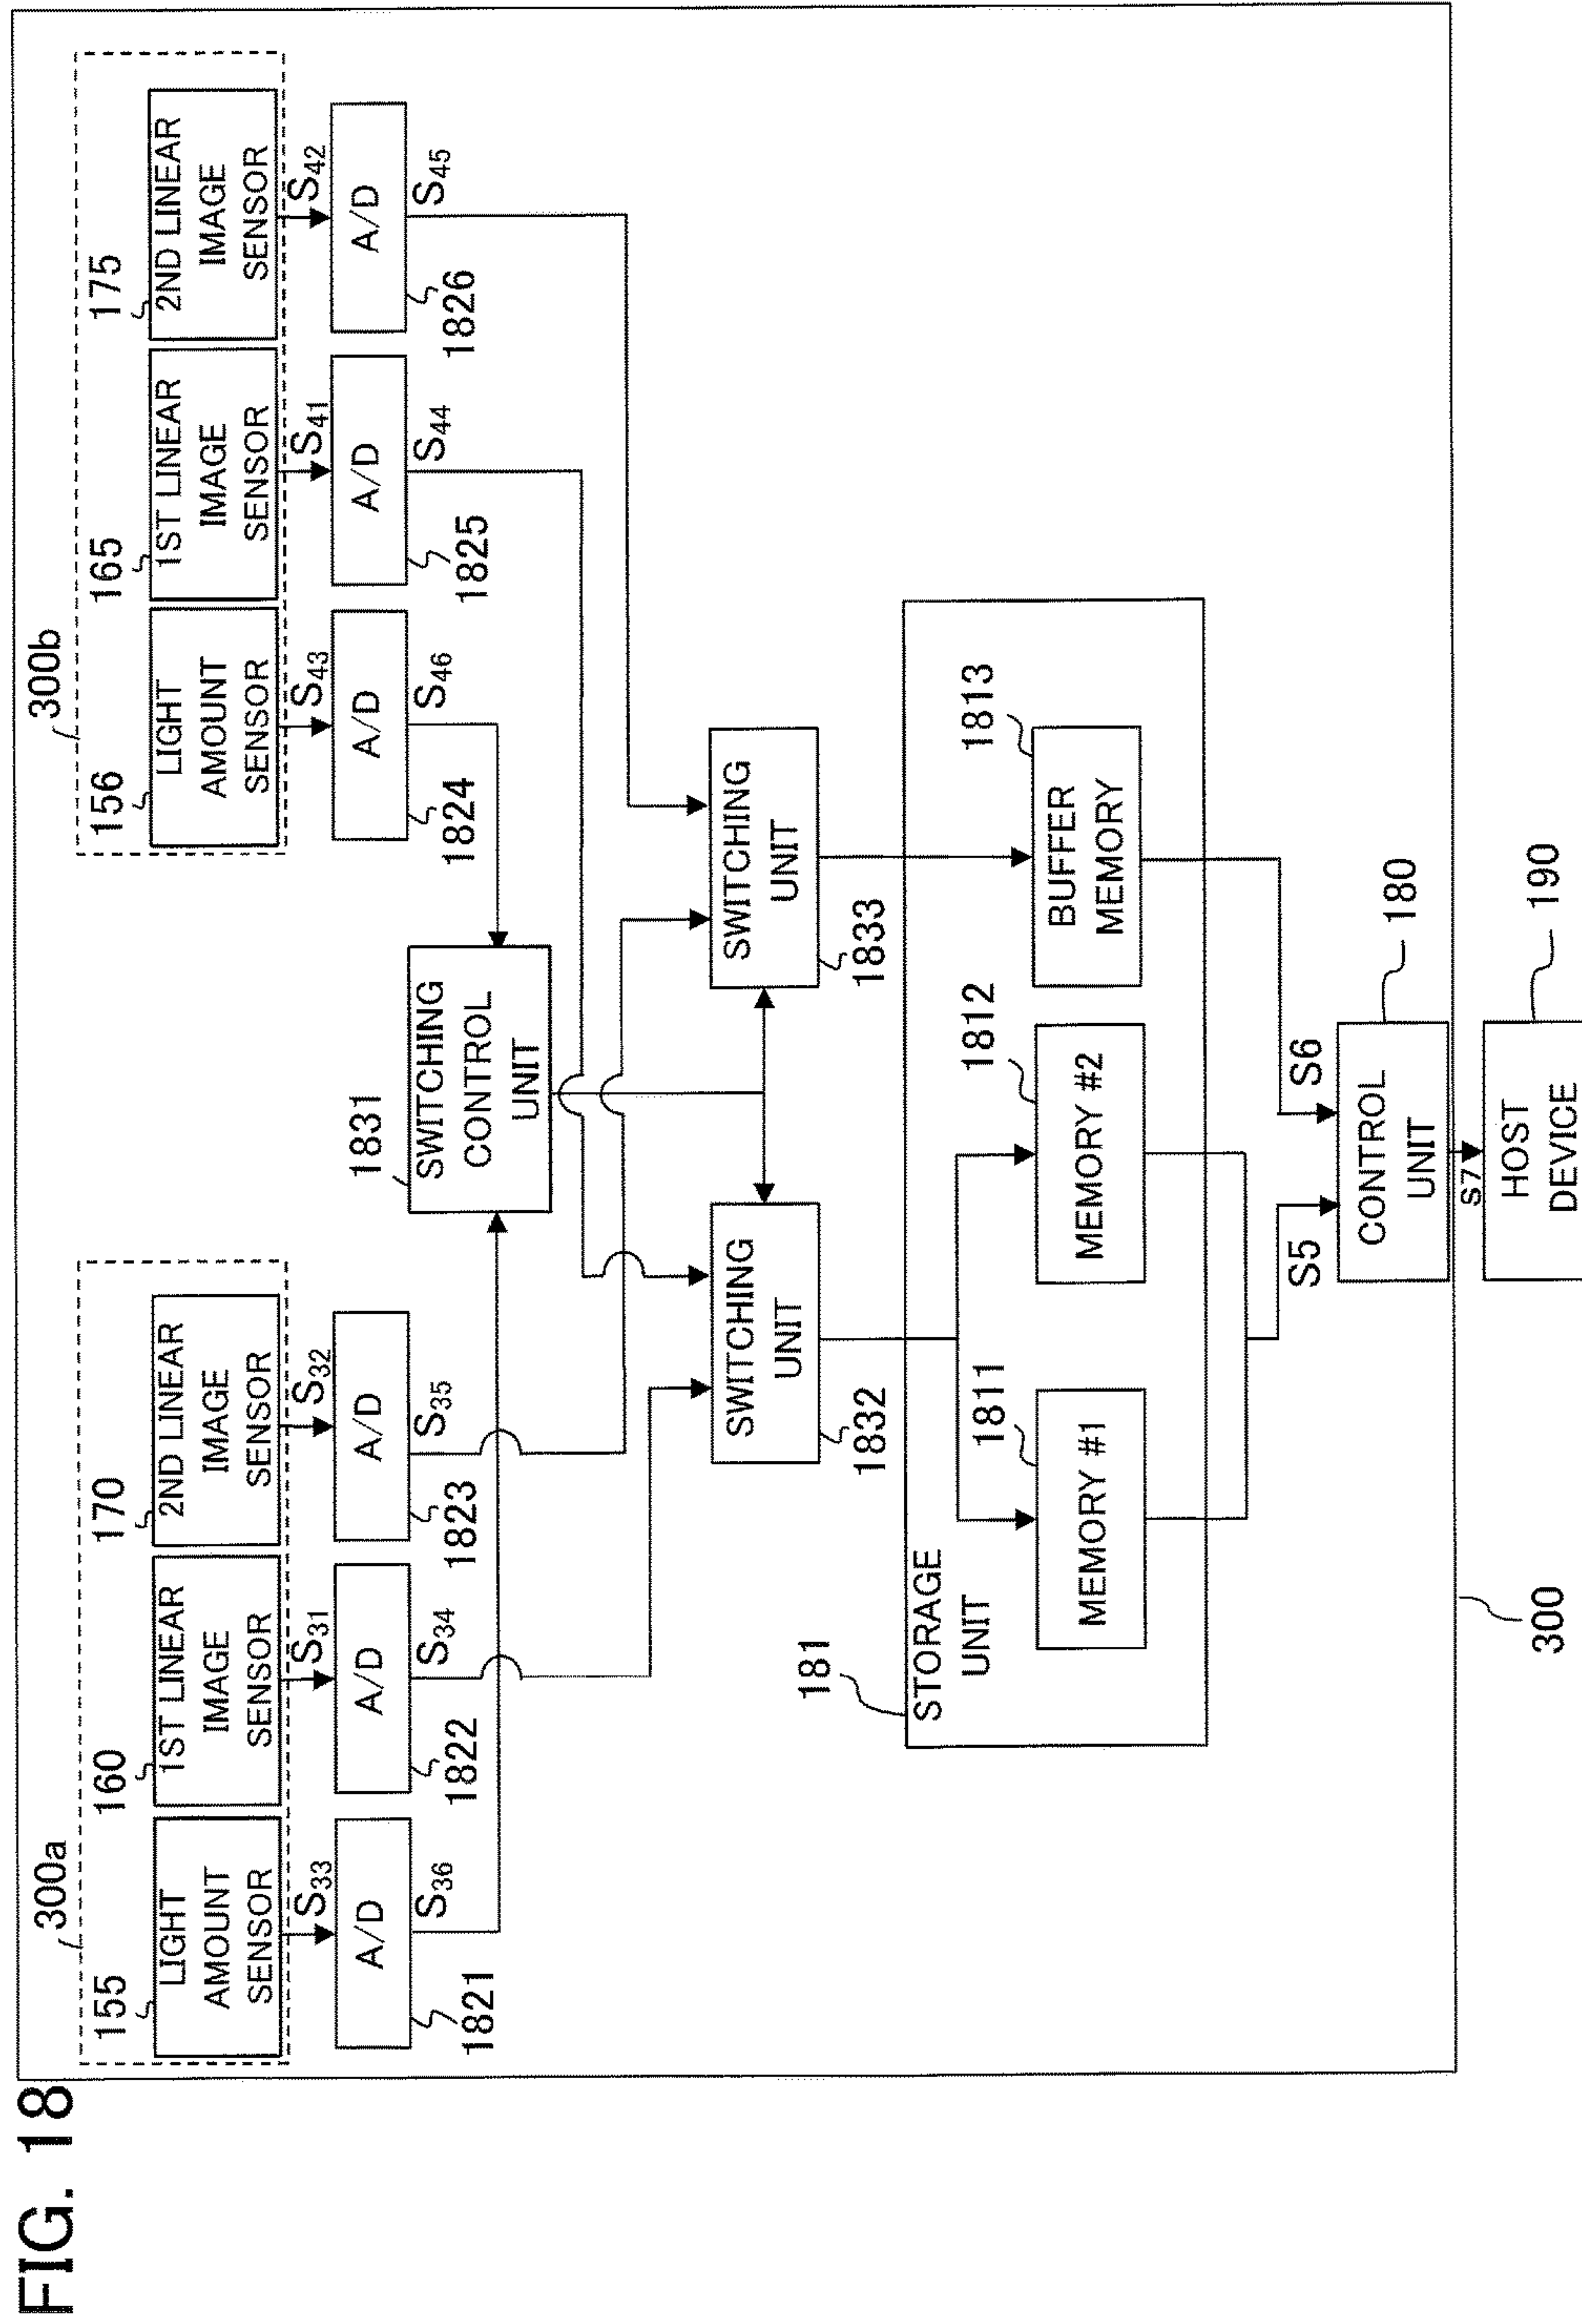 FIG. 18
300a
300b
155
160
170
156
165
175
LIGHT
AMOUNT
SENSOR
1ST LINEAR
IMAGE
SENSOR
2ND LINEAR
IMAGE
SENSOR
LIGHT
AMOUNT
SENSOR
1ST LINEAR
IMAGE
SENSOR
2ND LINEAR
IMAGE
SENSOR
S33
S31
S32
S43
S41
S42
A/D
A/D
A/D
A/D
A/D
A/D
1821
S36
1822
S34
1823
S35
1824
S46
1825
S44
1826
S45
1831
SWITCHING
CONTROL
UNIT
SWITCHING
UNIT
1832
SWITCHING
UNIT
1833
181
STORAGE
UNIT
1811
MEMORY #1
1812
MEMORY #2
1813
BUFFER
MEMORY
S5
S6
CONTROL
UNIT
180
S7
HOST
DEVICE
190
300